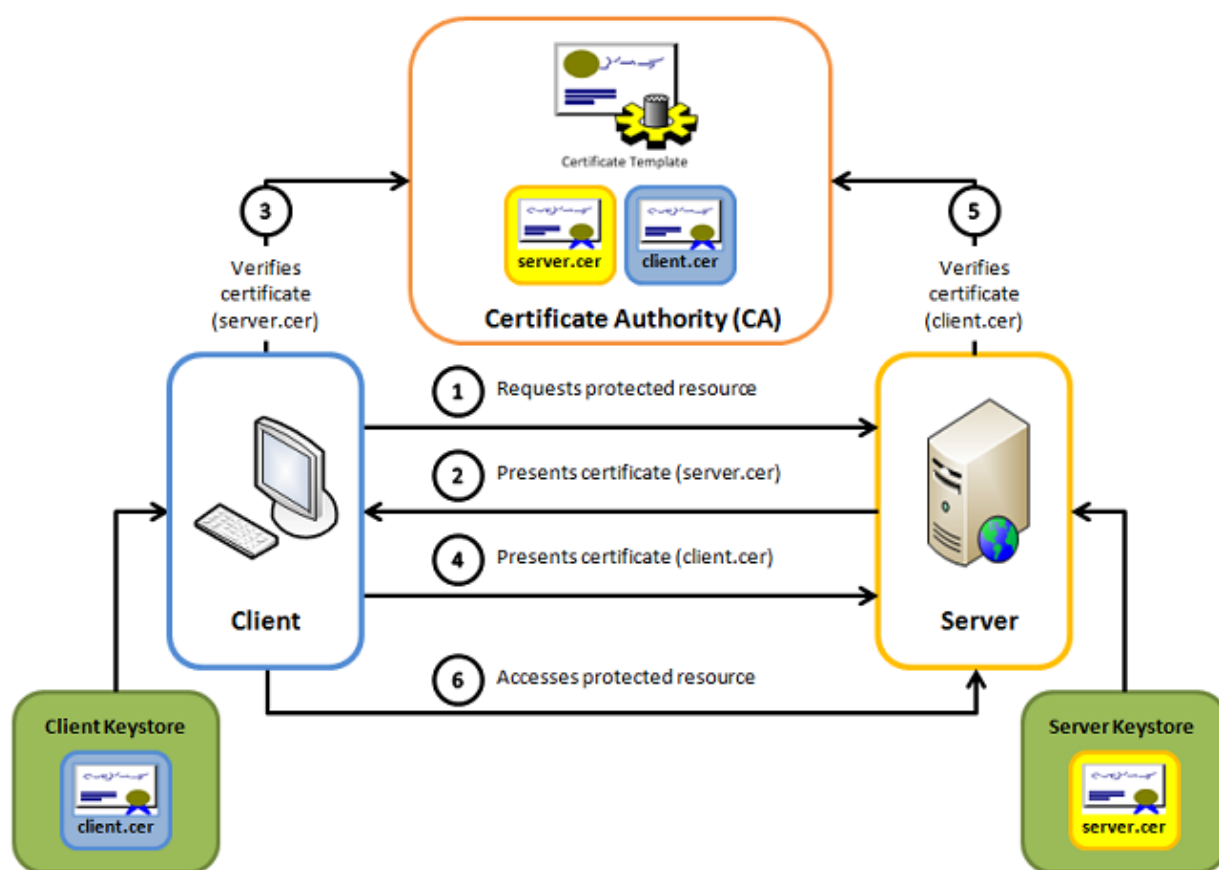 Certificate Template
server.cer
client.cer
Certificate Authority (CA)
3
Verifies
certificate
(server.cer)
5
Verifies
certificate
(client.cer)
1 Requests protected resource
2 Presents certificate (server.cer)
4 Presents certificate (client.cer)
Client
Server
6 Accesses protected resource
Client Keystore
client.cer
Server Keystore
server.cer